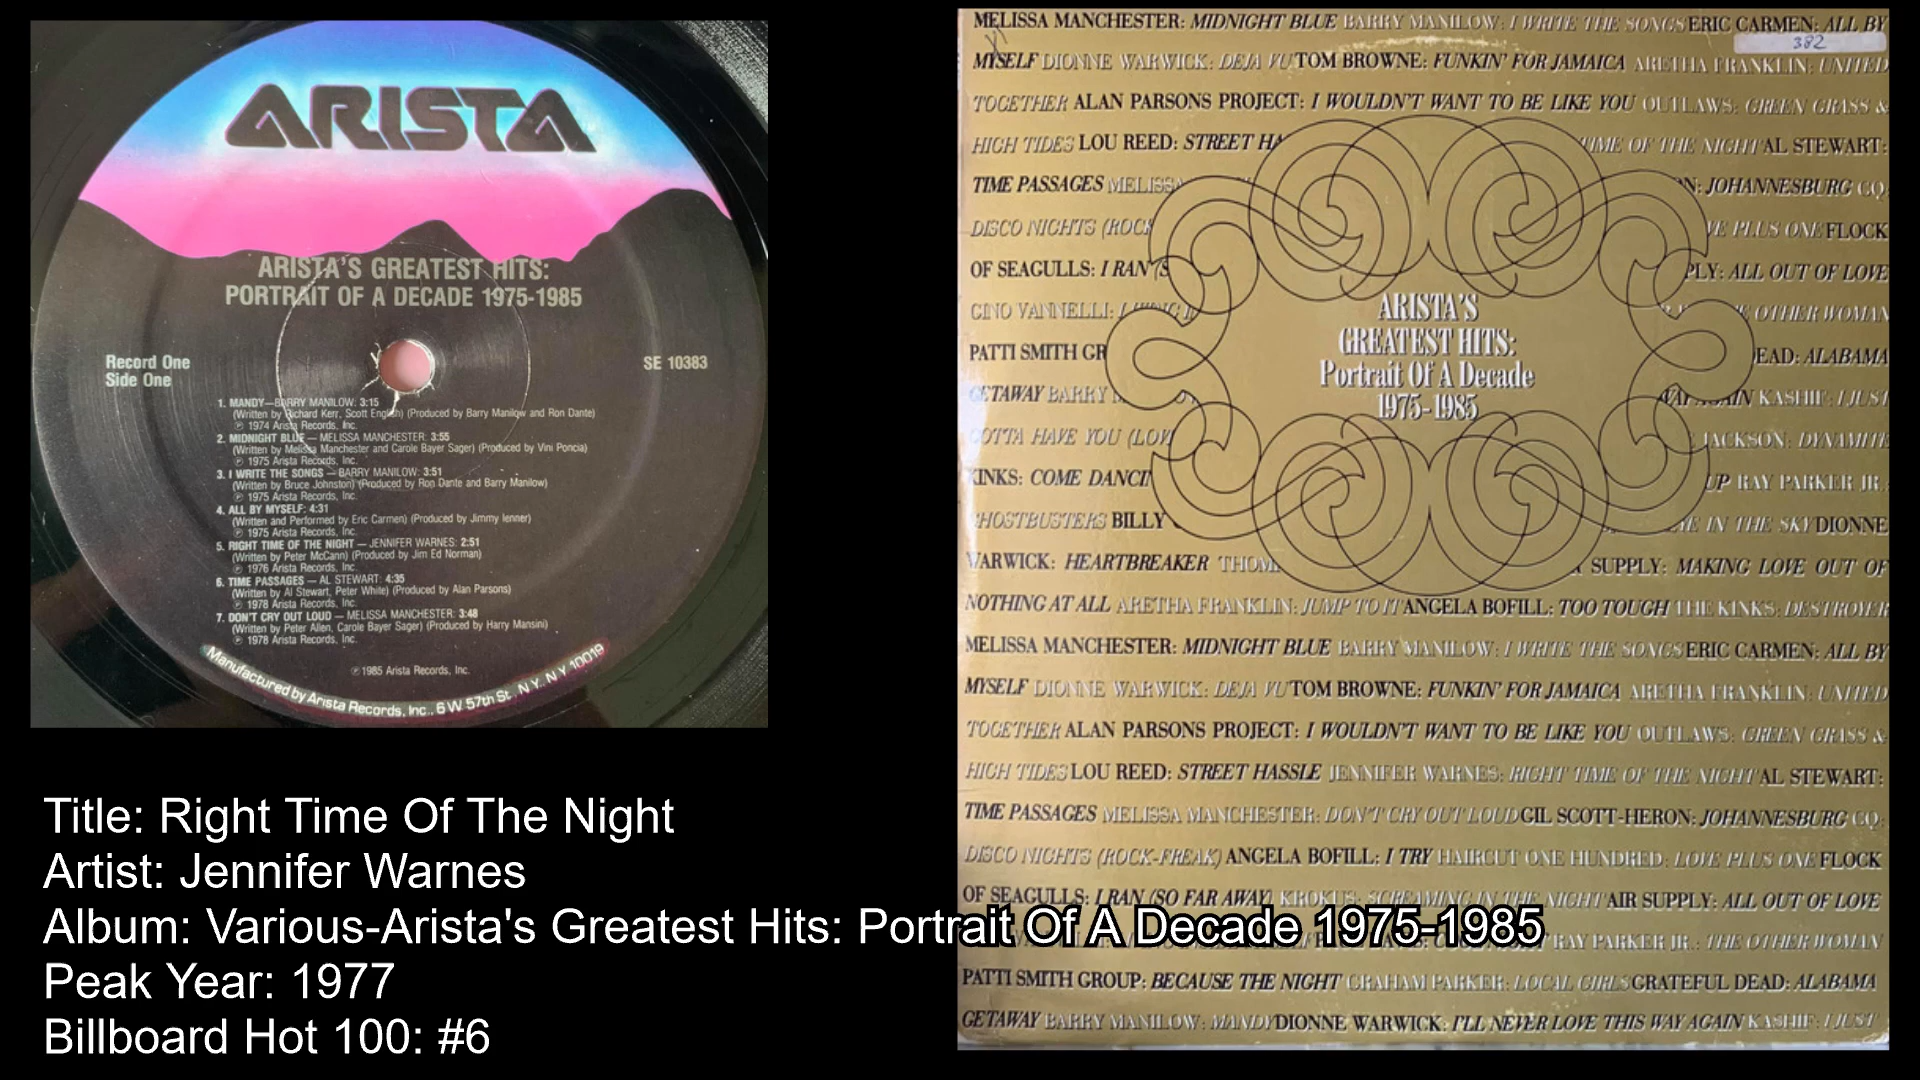 ARISTA
ARISTA'S GREATEST HITS:
PORTRAIT OF A DECADE 1975-1985
Record One
Side One
SE 10383
1. MANDY—BARRY MANILOW: 3:15
(Written by Richard Kerr, Scott English) (Produced by Barry Manilow and Ron Dante)
℗ 1974 Arista Records, Inc.
2. MIDNIGHT BLUE — MELISSA MANCHESTER: 3:55
(Written by Melissa Manchester and Carole Bayer Sager) (Produced by Vini Poncia)
℗ 1975 Arista Records, Inc.
3. I WRITE THE SONGS — BARRY MANILOW: 3:51
(Written by Bruce Johnston) (Produced by Ron Dante and Barry Manilow)
℗ 1975 Arista Records, Inc.
4. ALL BY MYSELF: 4:31
(Written and Performed by Eric Carmen) (Produced by Jimmy Ienner)
℗ 1975 Arista Records, Inc.
5. RIGHT TIME OF THE NIGHT — JENNIFER WARNES: 2:51
(Written by Peter McCann) (Produced by Jim Ed Norman)
℗ 1976 Arista Records, Inc.
6. TIME PASSAGES — AL STEWART: 4:35
(Written by Al Stewart, Peter White) (Produced by Alan Parsons)
℗ 1978 Arista Records, Inc.
7. DON'T CRY OUT LOUD — MELISSA MANCHESTER: 3:48
(Written by Peter Allen, Carole Bayer Sager) (Produced by Harry Mansini)
℗ 1978 Arista Records, Inc.
℗ 1985 Arista Records, Inc.
Manufactured by Arista Records, Inc., 6 W 57th St., N.Y., N.Y. 10019
MELISSA MANCHESTER: MIDNIGHT BLUE BARRY MANILOW: I WRITE THE SONGS ERIC CARMEN: ALL BY
382
MYSELF DIONNE WARWICK: DEJA VU TOM BROWNE: FUNKIN' FOR JAMAICA ARETHA FRANKLIN: UNITED
TOGETHER ALAN PARSONS PROJECT: I WOULDN'T WANT TO BE LIKE YOU OUTLAWS: GREEN GRASS &
HIGH TIDES LOU REED: STREET HA TIME OF THE NIGHT AL STEWART:
TIME PASSAGES MELISSA N: JOHANNESBURG GQ:
DISCO NIGHTS (ROCK VE PLUS ONE FLOCK
OF SEAGULLS: I RAN (S PLY: ALL OUT OF LOVE
GINO VANNELLI: LIVING I OTHER WOMAN
PATTI SMITH GR EAD: ALABAMA
GETAWAY BARRY WAY AGAIN KASHIF: I JUST
GOTTA HAVE YOU (LOV JACKSON: DYNAMITE
KINKS: COME DANCI UP RAY PARKER JR.:
GHOSTBUSTERS BILLY EYE IN THE SKY DIONNE
WARWICK: HEARTBREAKER THOM SUPPLY: MAKING LOVE OUT OF
NOTHING AT ALL ARETHA FRANKLIN: JUMP TO IT ANGELA BOFILL: TOO TOUGH THE KINKS: DESTROYER
MELISSA MANCHESTER: MIDNIGHT BLUE BARRY MANILOW: I WRITE THE SONGS ERIC CARMEN: ALL BY
MYSELF DIONNE WARWICK: DEJA VU TOM BROWNE: FUNKIN' FOR JAMAICA ARETHA FRANKLIN: UNITED
TOGETHER ALAN PARSONS PROJECT: I WOULDN'T WANT TO BE LIKE YOU OUTLAWS: GREEN GRASS &
HIGH TIDES LOU REED: STREET HASSLE JENNIFER WARNES: RIGHT TIME OF THE NIGHT AL STEWART:
TIME PASSAGES MELISSA MANCHESTER: DON'T CRY OUT LOUD GIL SCOTT-HERON: JOHANNESBURG GQ:
DISCO NIGHTS (ROCK-FREAK) ANGELA BOFILL: I TRY HAIRCUT ONE HUNDRED: LOVE PLUS ONE FLOCK
OF SEAGULLS: I RAN (SO FAR AWAY) KROKUS: SCREAMING IN THE NIGHT AIR SUPPLY: ALL OUT OF LOVE
RAY PARKER JR.: THE OTHER WOMAN
PATTI SMITH GROUP: BECAUSE THE NIGHT GRAHAM PARKER: LOCAL GIRLS GRATEFUL DEAD: ALABAMA
GETAWAY BARRY MANILOW: MANDY DIONNE WARWICK: I'LL NEVER LOVE THIS WAY AGAIN KASHIF: I JUST
ARISTA'S
GREATEST HITS:
Portrait Of A Decade
1975-1985
Title: Right Time Of The Night
Artist: Jennifer Warnes
Album: Various-Arista's Greatest Hits: Portrait Of A Decade 1975-1985
Peak Year: 1977
Billboard Hot 100: #6